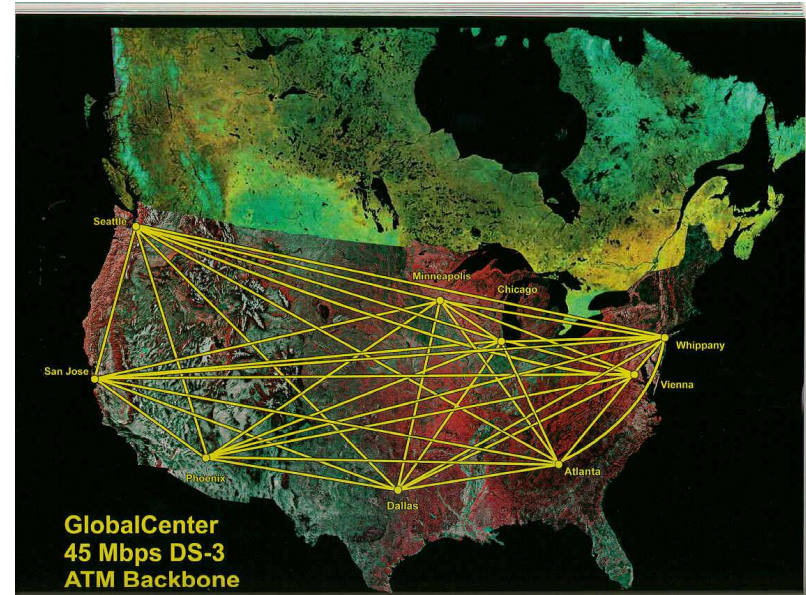 Seattle
Minneapolis
Chicago
Whippany
San Jose
Vienna
Atlanta
Phoenix
Dallas
GlobalCenter
45 Mbps DS-3
ATM Backbone